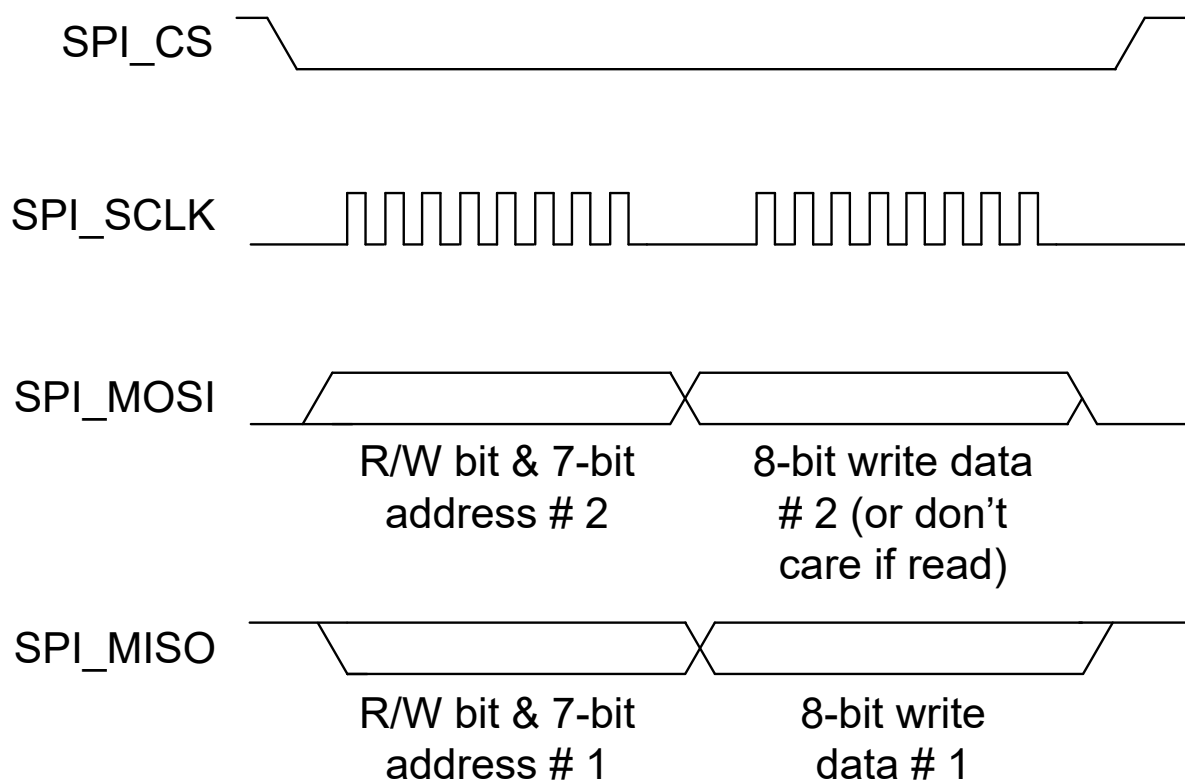 SPI_CS
SPI_SCLK
SPI_MOSI
R/W bit & 7-bit
address # 2
8-bit write data
# 2 (or don’t
care if read)
SPI_MISO
R/W bit & 7-bit
address # 1
8-bit write
data # 1